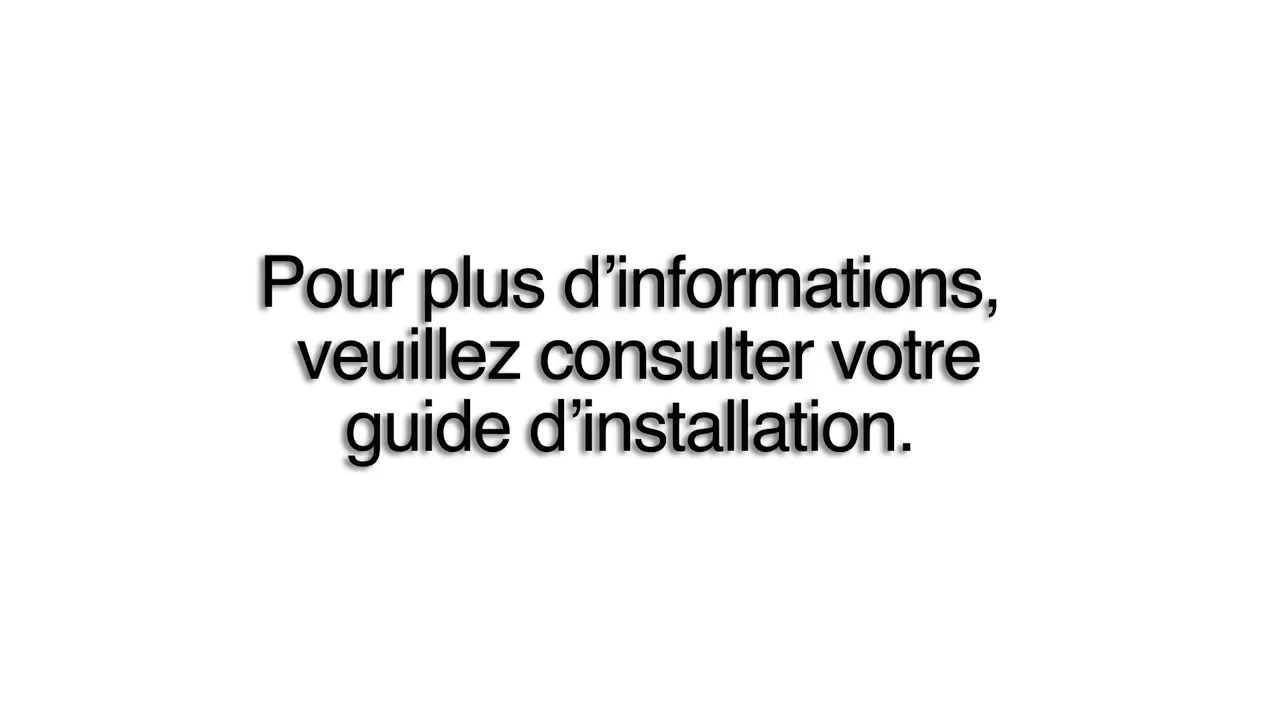 Pour plus d’informations,
veuillez consulter votre
guide d’installation.